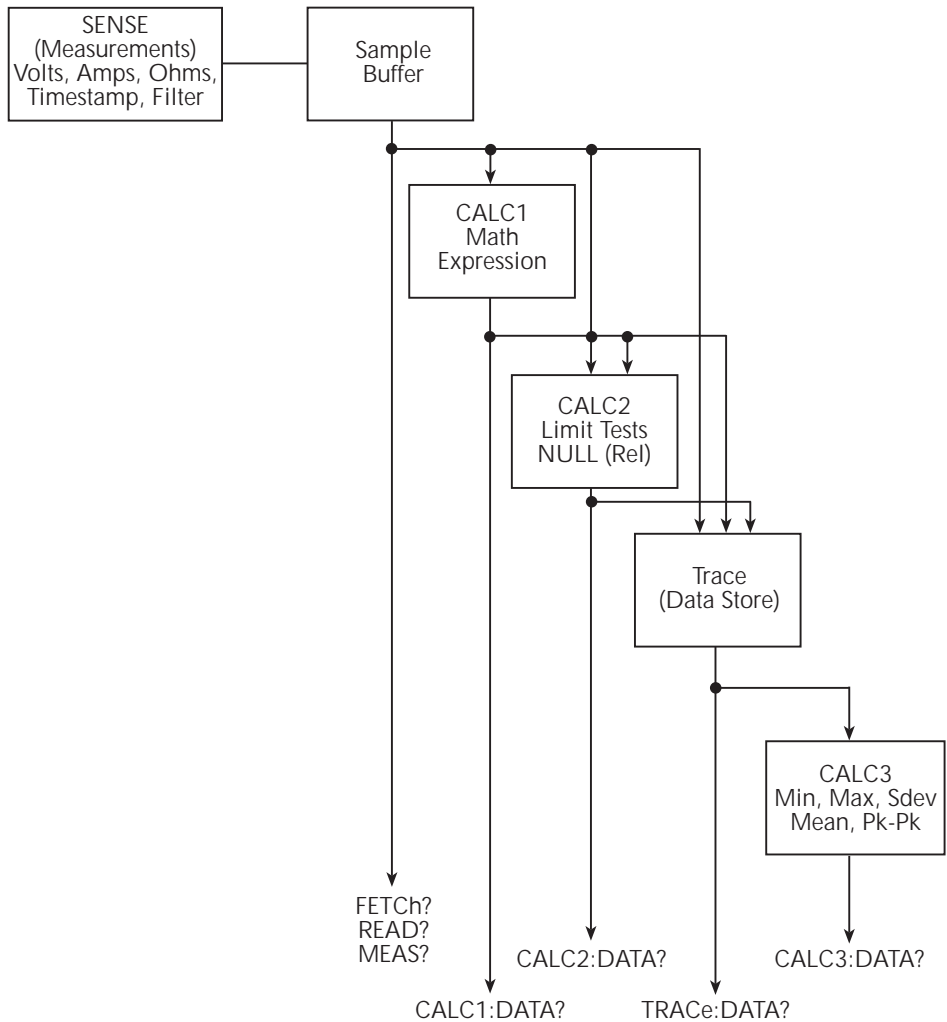 SENSE
(Measurements)
Volts, Amps, Ohms,
Timestamp, Filter
Sample
Buffer
CALC1
Math
Expression
CALC2
Limit Tests
NULL (Rel)
Trace
(Data Store)
CALC3
Min, Max, Sdev
Mean, Pk-Pk
FETCh?
READ?
MEAS?
CALC2:DATA?
CALC3:DATA?
CALC1:DATA?
TRACe:DATA?